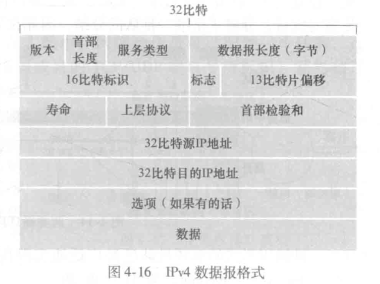 32比特
版本 首部长度 服务类型 数据报长度（字节）
16比特标识 标志 13比特片偏移
寿命 上层协议 首部检验和
32比特源IP地址
32比特目的IP地址
选项（如果有的话）
数据
图 4-16 IPv4 数据报格式